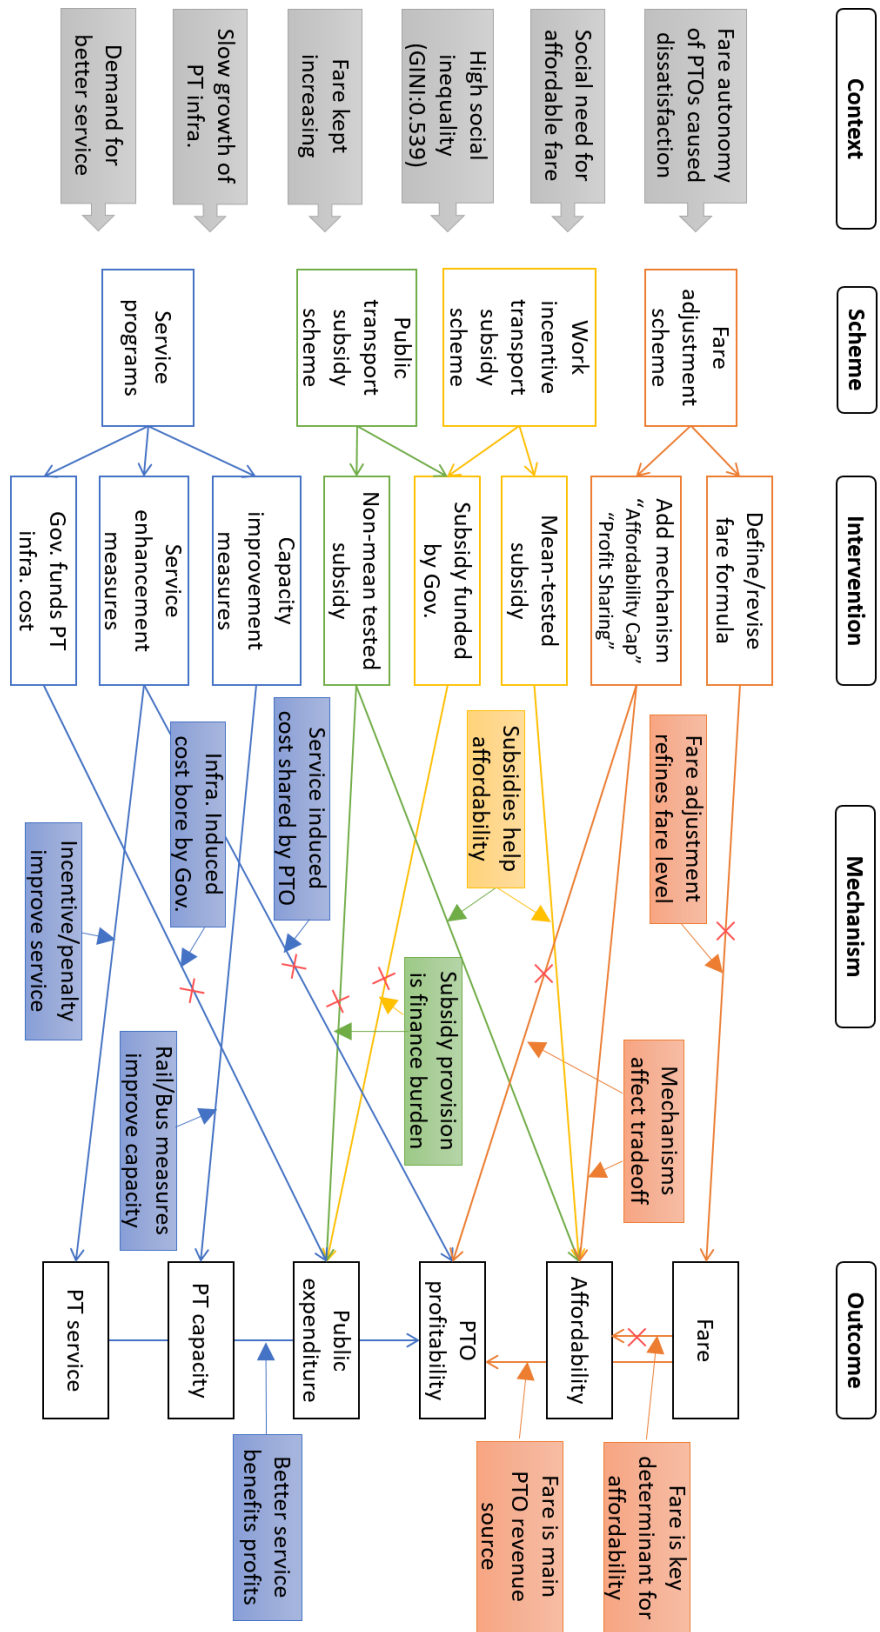 Context
Scheme
Intervention
Mechanism
Outcome
Fare autonomy
of PTOs caused
dissatisfaction
Social need for
affordable fare
High social
inequality
(GINI:0.539)
Fare kept
increasing
Slow growth of
PT infra.
Demand for
better service
Fare
adjustment
scheme
Work
incentive
transport
subsidy
scheme
Public
transport
subsidy
scheme
Service
programs
Define/revise
fare formula
Add mechanism
“Affordability Cap”
“Profit Sharing”
Mean-tested
subsidy
Subsidy funded
by Gov.
Non-mean tested
subsidy
Capacity
improvement
measures
Service
enhancement
measures
Gov. funds PT
infra. cost
Fare adjustment
refines fare level
Mechanisms
affect tradeoff
Subsidies help
affordability
Subsidy provision
is finance burden
Service induced
cost shared by PTO
Infra. Induced
cost bore by Gov.
Rail/Bus measures
improve capacity
Incentive/penalty
improve service
Fare
Affordability
PTO
profitability
Public
expenditure
PT capacity
PT service
Fare is key
determinant for
affordability
Fare is main
PTO revenue
source
Better service
benefits profits